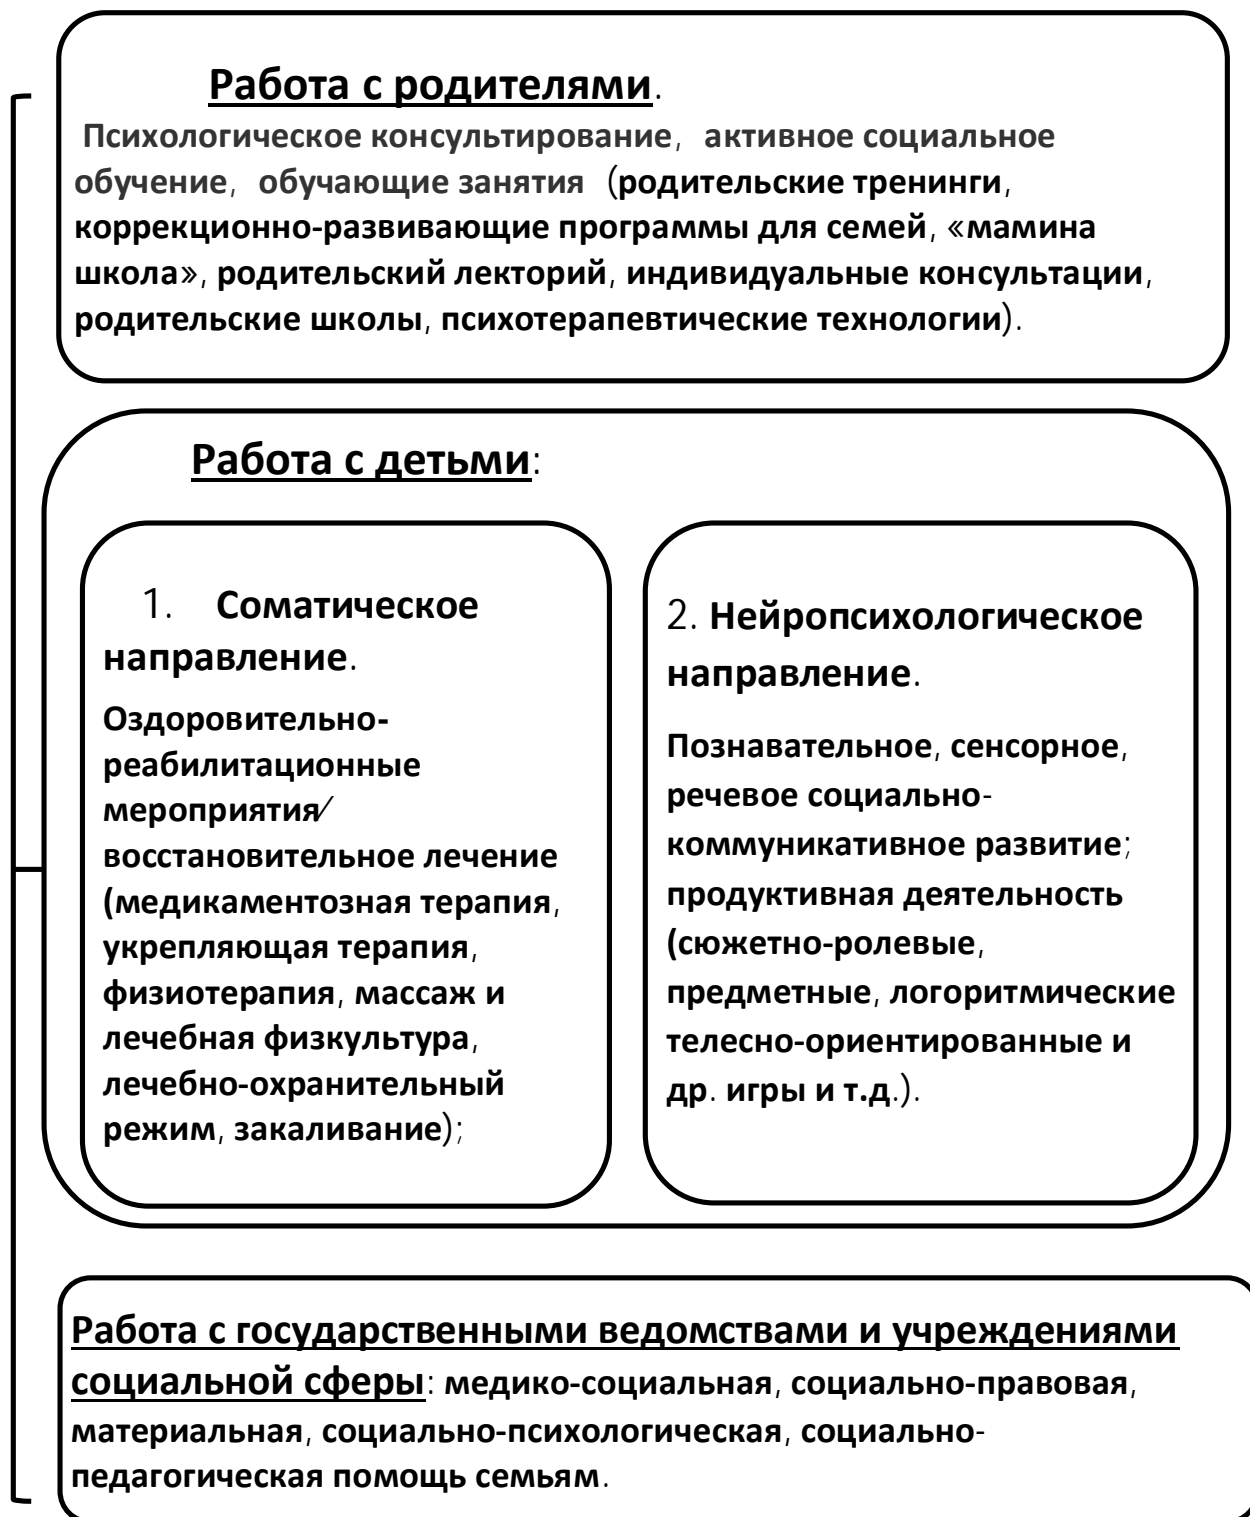 Работа с родителями.
Психологическое консультирование, активное социальное
обучение, обучающие занятия (родительские тренинги,
коррекционно-развивающие программы для семей, «мамина
школа», родительский лекторий, индивидуальные консультации,
родительские школы, психотерапевтические технологии).
Работа с детьми:
1. Соматическое
направление.
Оздоровительно-
реабилитационные
мероприятия/
восстановительное лечение
(медикаментозная терапия,
укрепляющая терапия,
физиотерапия, массаж и
лечебная физкультура,
лечебно-охранительный
режим, закаливание);
2. Нейропсихологическое
направление.
Познавательное, сенсорное,
речевое социально-
коммуникативное развитие;
продуктивная деятельность
(сюжетно-ролевые,
предметные, логоритмические
телесно-ориентированные и
др. игры и т.д.).
Работа с государственными ведомствами и учреждениями
социальной сферы: медико-социальная, социально-правовая,
материальная, социально-психологическая, социально-
педагогическая помощь семьям.